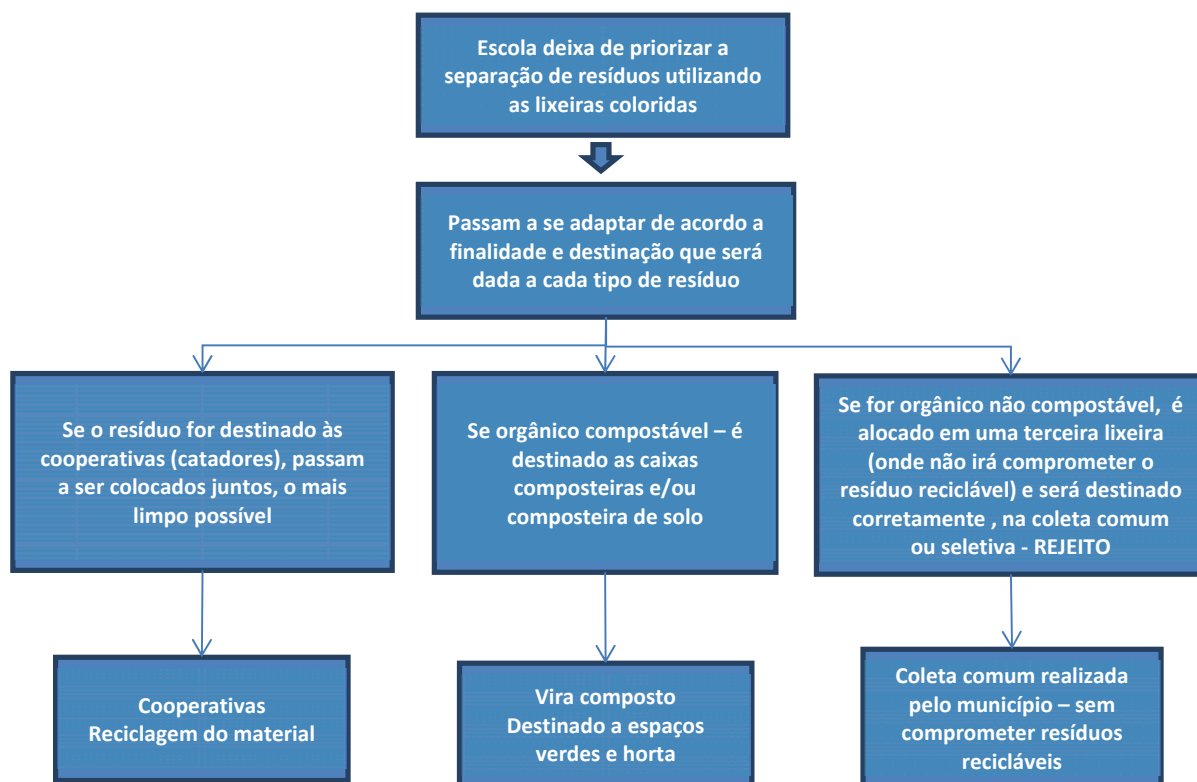 Escola deixa de priorizar a
separação de resíduos utilizando
as lixeiras coloridas
Passam a se adaptar de acordo a
finalidade e destinação que será
dada a cada tipo de resíduo
Se o resíduo for destinado às
cooperativas (catadores), passam
a ser colocados juntos, o mais
limpo possível
Se orgânico compostável – é
destinado as caixas
composteiras e/ou
composteira de solo
Se for orgânico não compostável, é
alocado em uma terceira lixeira
(onde não irá comprometer o
resíduo reciclável) e será destinado
corretamente , na coleta comum
ou seletiva - REJEITO
Cooperativas
Reciclagem do material
Vira composto
Destinado a espaços
verdes e horta
Coleta comum realizada
pelo município – sem
comprometer resíduos
recicláveis